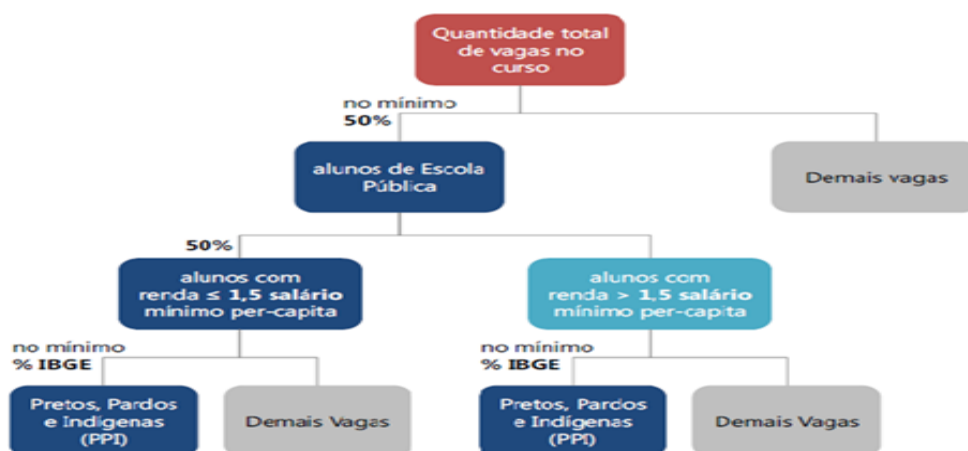 Quantidade total
de vagas no
curso
no mínimo
50%
alunos de Escola
Pública
Demais vagas
50%
alunos com
renda ≤ 1,5 salário
mínimo per-capita
alunos com
renda > 1,5 salário
mínimo per-capita
no mínimo
% IBGE
no mínimo
% IBGE
Pretos, Pardos
e Indígenas
(PPI)
Demais Vagas
Pretos, Pardos
e Indígenas
(PPI)
Demais Vagas